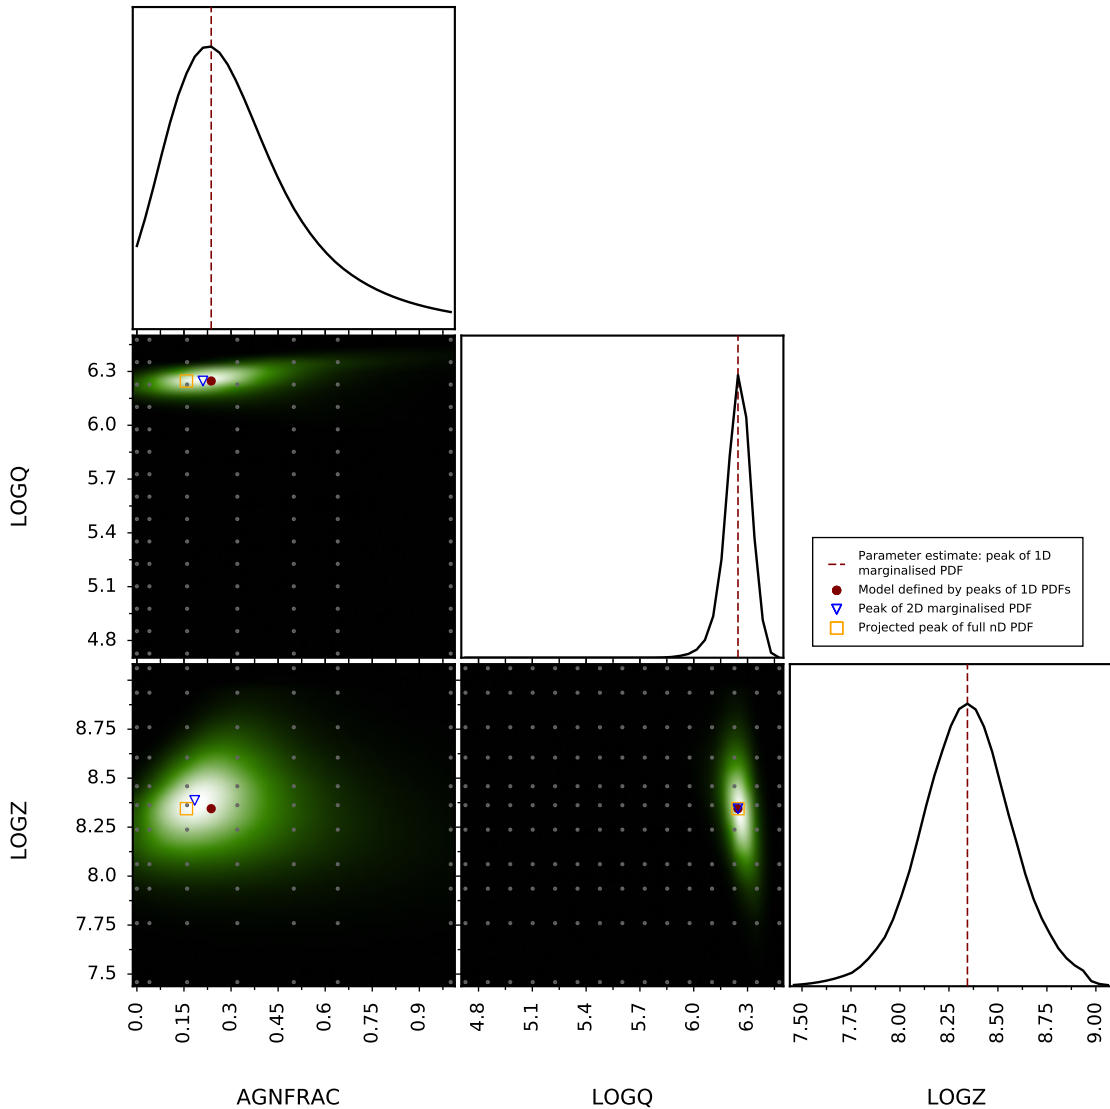 6.3
6.0
5.7
5.4
5.1
4.8
LOGQ
Parameter estimate: peak of 1D
marginalised PDF
Model defined by peaks of 1D PDFs
Peak of 2D marginalised PDF
Projected peak of full nD PDF
8.75
8.5
8.25
8.0
7.75
7.5
LOGZ
0.0 0.15 0.3 0.45 0.6 0.75 0.9
4.8 5.1 5.4 5.7 6.0 6.3
7.50 7.75 8.00 8.25 8.50 8.75 9.00
AGNFRAC
LOGQ
LOGZ